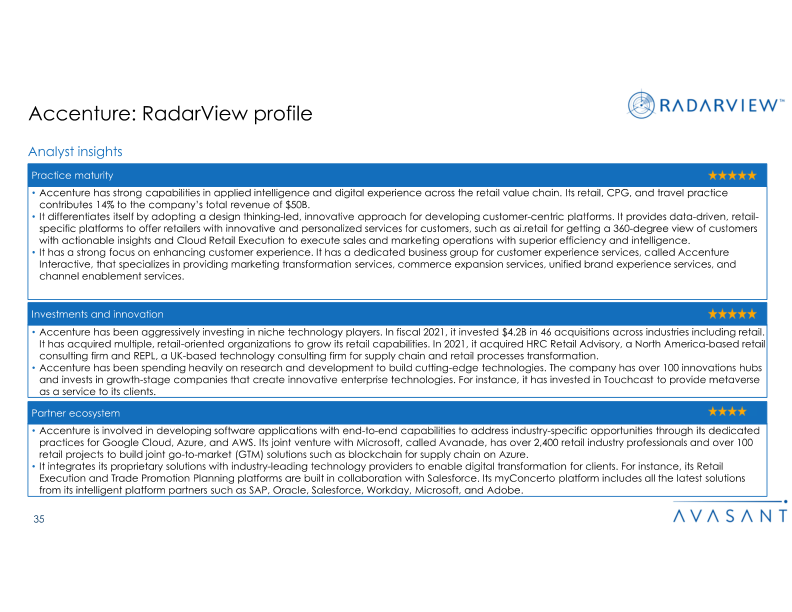 Accenture: RadarView profile
RADARVIEW™
Analyst insights
Practice maturity
• Accenture has strong capabilities in applied intelligence and digital experience across the retail value chain. Its retail, CPG, and travel practice
contributes 14% to the company's total revenue of $50B.
• It differentiates itself by adopting a design thinking-led, innovative approach for developing customer-centric platforms. It provides data-driven, retail-
specific platforms to offer retailers with innovative and personalized services for customers, such as ai.retail for getting a 360-degree view of customers
with actionable insights and Cloud Retail Execution to execute sales and marketing operations with superior efficiency and intelligence.
• It has a strong focus on enhancing customer experience. It has a dedicated business group for customer experience services, called Accenture
Interactive, that specializes in providing marketing transformation services, commerce expansion services, unified brand experience services, and
channel enablement services.
Investments and innovation
• Accenture has been aggressively investing in niche technology players. In fiscal 2021, it invested $4.2B in 46 acquisitions across industries including retail.
It has acquired multiple, retail-oriented organizations to grow its retail capabilities. In 2021, it acquired HRC Retail Advisory, a North America-based retail
consulting firm and REPL, a UK-based technology consulting firm for supply chain and retail processes transformation.
• Accenture has been spending heavily on research and development to build cutting-edge technologies. The company has over 100 innovations hubs
and invests in growth-stage companies that create innovative enterprise technologies. For instance, it has invested in Touchcast to provide metaverse
as a service to its clients.
Partner ecosystem
• Accenture is involved in developing software applications with end-to-end capabilities to address industry-specific opportunities through its dedicated
practices for Google Cloud, Azure, and AWS. Its joint venture with Microsoft, called Avanade, has over 2,400 retail industry professionals and over 100
retail projects to build joint go-to-market (GTM) solutions such as blockchain for supply chain on Azure.
• It integrates its proprietary solutions with industry-leading technology providers to enable digital transformation for clients. For instance, its Retail
Execution and Trade Promotion Planning platforms are built in collaboration with Salesforce. Its myConcerto platform includes all the latest solutions
from its intelligent platform partners such as SAP, Oracle, Salesforce, Workday, Microsoft, and Adobe.
35
AVASANT